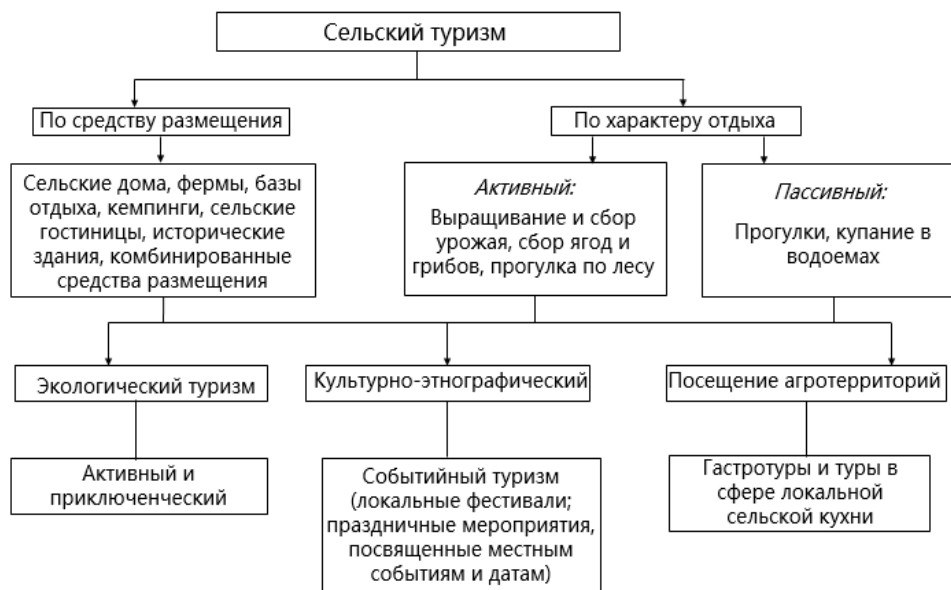 Сельский туризм
По средству размещения
По характеру отдыха
Сельские дома, фермы, базы
отдыха, кемпинги, сельские
гостиницы, исторические
здания, комбинированные
средства размещения
Активный:
Выращивание и сбор
урожая, сбор ягод и
грибов, прогулка по лесу
Пассивный:
Прогулки, купание в
водоемах
Экологический туризм
Культурно-этнографический
Посещение агротерриторий
Активный и
приключенческий
Событийный туризм
(локальные фестивали;
праздничные мероприятия,
посвященные местным
событиям и датам)
Гастротуры и туры в
сфере локальной
сельской кухни